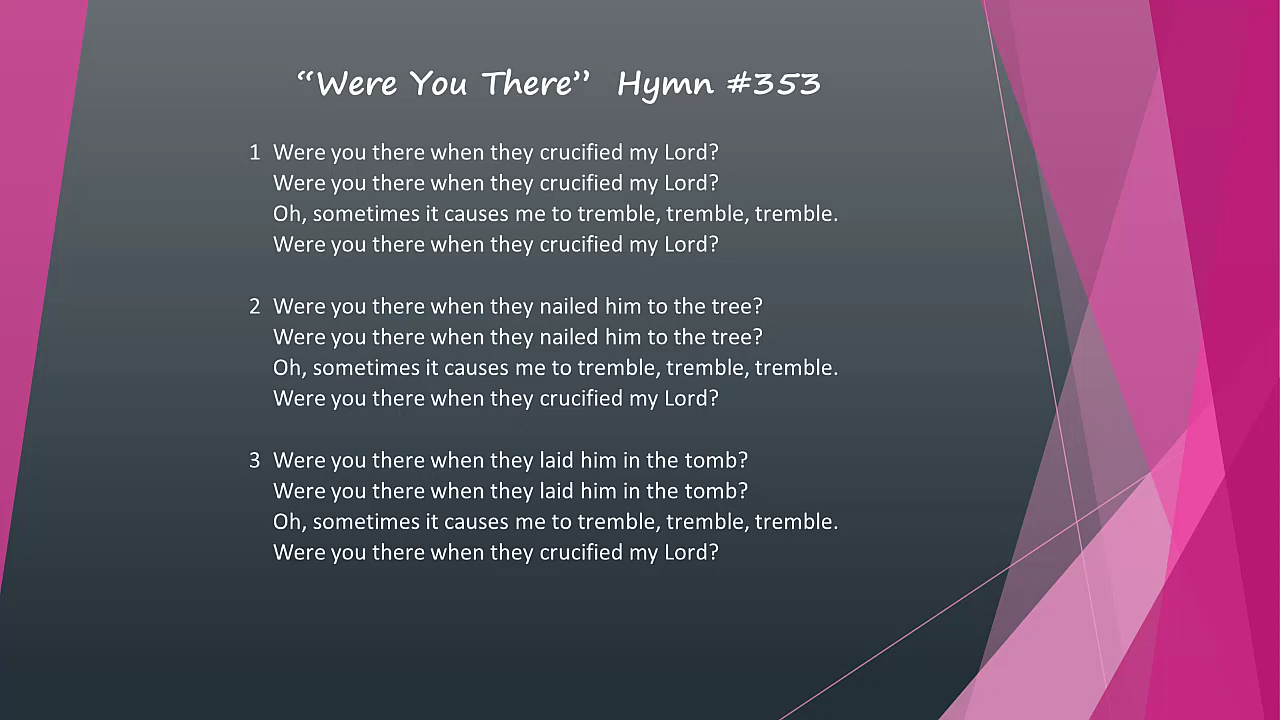 “Were You There” Hymn #353
1 Were you there when they crucified my Lord?
Were you there when they crucified my Lord?
Oh, sometimes it causes me to tremble, tremble, tremble.
Were you there when they crucified my Lord?
2 Were you there when they nailed him to the tree?
Were you there when they nailed him to the tree?
Oh, sometimes it causes me to tremble, tremble, tremble.
Were you there when they crucified my Lord?
3 Were you there when they laid him in the tomb?
Were you there when they laid him in the tomb?
Oh, sometimes it causes me to tremble, tremble, tremble.
Were you there when they crucified my Lord?